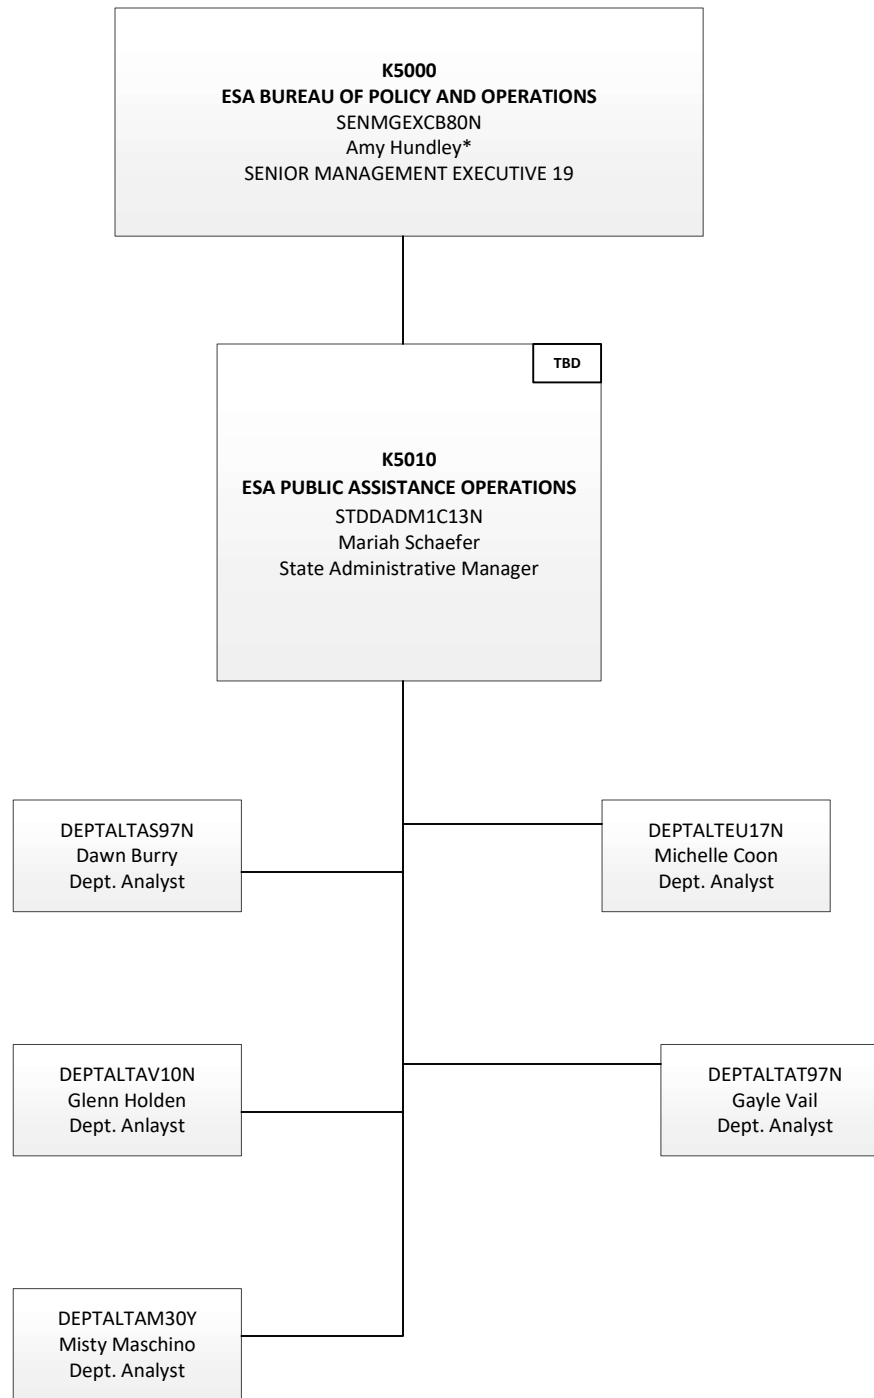 K5000
ESA BUREAU OF POLICY AND OPERATIONS
SENMGEXCB80N
Amy Hundley*
SENIOR MANAGEMENT EXECUTIVE 19
TBD
K5010
ESA PUBLIC ASSISTANCE OPERATIONS
STDDADM1C13N
Mariah Schaefer
State Administrative Manager
DEPTALTAS97N
Dawn Burry
Dept. Analyst
DEPTALTEU17N
Michelle Coon
Dept. Analyst
DEPTALTAV10N
Glenn Holden
Dept. Anlayst
DEPTALTAT97N
Gayle Vail
Dept. Analyst
DEPTALTAM30Y
Misty Maschino
Dept. Analyst